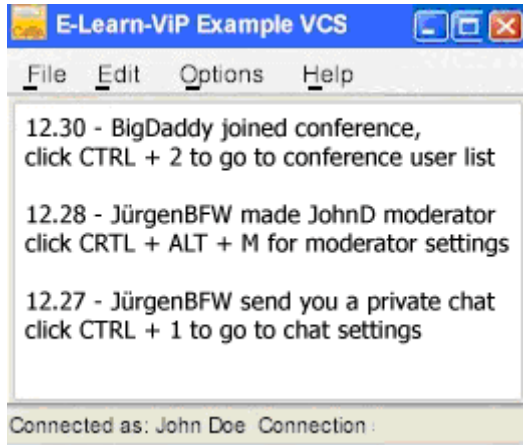 E-Learn-ViP Example VCS
File Edit Options Help
12.30 - BigDaddy joined conference,
click CTRL + 2 to go to conference user list
12.28 - JürgenBFW made JohnD moderator
click CRTL + ALT + M for moderator settings
12.27 - JürgenBFW send you a private chat
click CTRL + 1 to go to chat settings
Connected as: John Doe Connection :